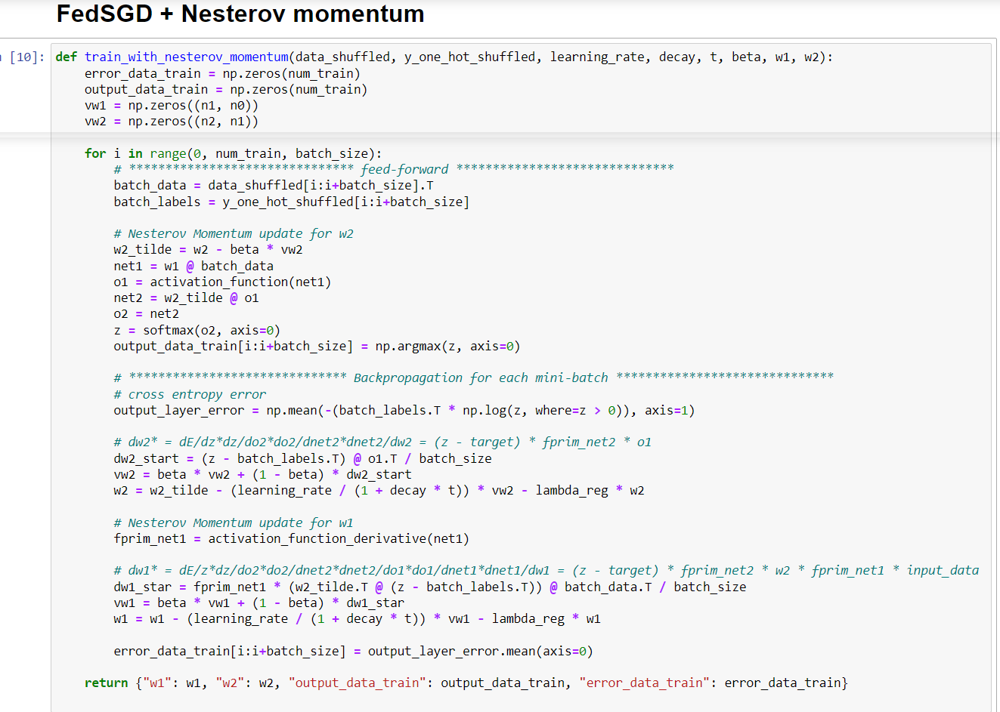 FedSGD + Nesterov momentum
[10]: def train_with_nesterov_momentum(data_shuffled, y_one_hot_shuffled, learning_rate, decay, t, beta, w1, w2):
    error_data_train = np.zeros(num_train)
    output_data_train = np.zeros(num_train)
    vw1 = np.zeros((n1, n0))
    vw2 = np.zeros((n2, n1))
    for i in range(0, num_train, batch_size):
        # ******************************* feed-forward ******************************
        batch_data = data_shuffled[i:i+batch_size].T
        batch_labels = y_one_hot_shuffled[i:i+batch_size]
        # Nesterov Momentum update for w2
        w2_tilde = w2 - beta * vw2
        net1 = w1 @ batch_data
        o1 = activation_function(net1)
        net2 = w2_tilde @ o1
        o2 = net2
        z = softmax(o2, axis=0)
        output_data_train[i:i+batch_size] = np.argmax(z, axis=0)
        # ****************************** Backpropagation for each mini-batch ******************************
        # cross entropy error
        output_layer_error = np.mean(-(batch_labels.T * np.log(z, where=z > 0)), axis=1)
        # dw2* = dE/dz*dz/do2*do2/dnet2*dnet2/dw2 = (z - target) * fprim_net2 * o1
        dw2_start = (z - batch_labels.T) @ o1.T / batch_size
        vw2 = beta * vw2 + (1 - beta) * dw2_start
        w2 = w2_tilde - (learning_rate / (1 + decay * t)) * vw2 - lambda_reg * w2
        # Nesterov Momentum update for w1
        fprim_net1 = activation_function_derivative(net1)
        # dw1* = dE/z*dz/do2*do2/dnet2*dnet2/do1*do1/dnet1*dnet1/dw1 = (z - target) * fprim_net2 * w2 * fprim_net1 * input_data
        dw1_star = fprim_net1 * (w2_tilde.T @ (z - batch_labels.T)) @ batch_data.T / batch_size
        vw1 = beta * vw1 + (1 - beta) * dw1_star
        w1 = w1 - (learning_rate / (1 + decay * t)) * vw1 - lambda_reg * w1
        error_data_train[i:i+batch_size] = output_layer_error.mean(axis=0)
    return {"w1": w1, "w2": w2, "output_data_train": output_data_train, "error_data_train": error_data_train}